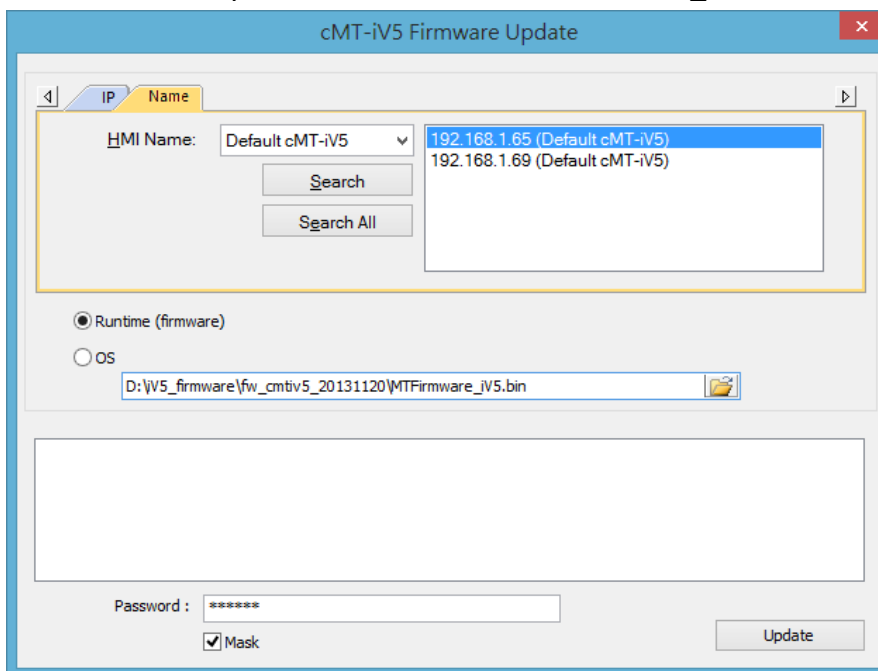 cMT-iV5 Firmware Update
IP Name
HMI Name: Default cMT-iV5
192.168.1.65 (Default cMT-iV5)
192.168.1.69 (Default cMT-iV5)
Search
Search All
Runtime (firmware)
OS
D:\iV5_firmware\fw_cmtiv5_20131120\MTFirmware_iV5.bin
Password : ******
Mask
Update